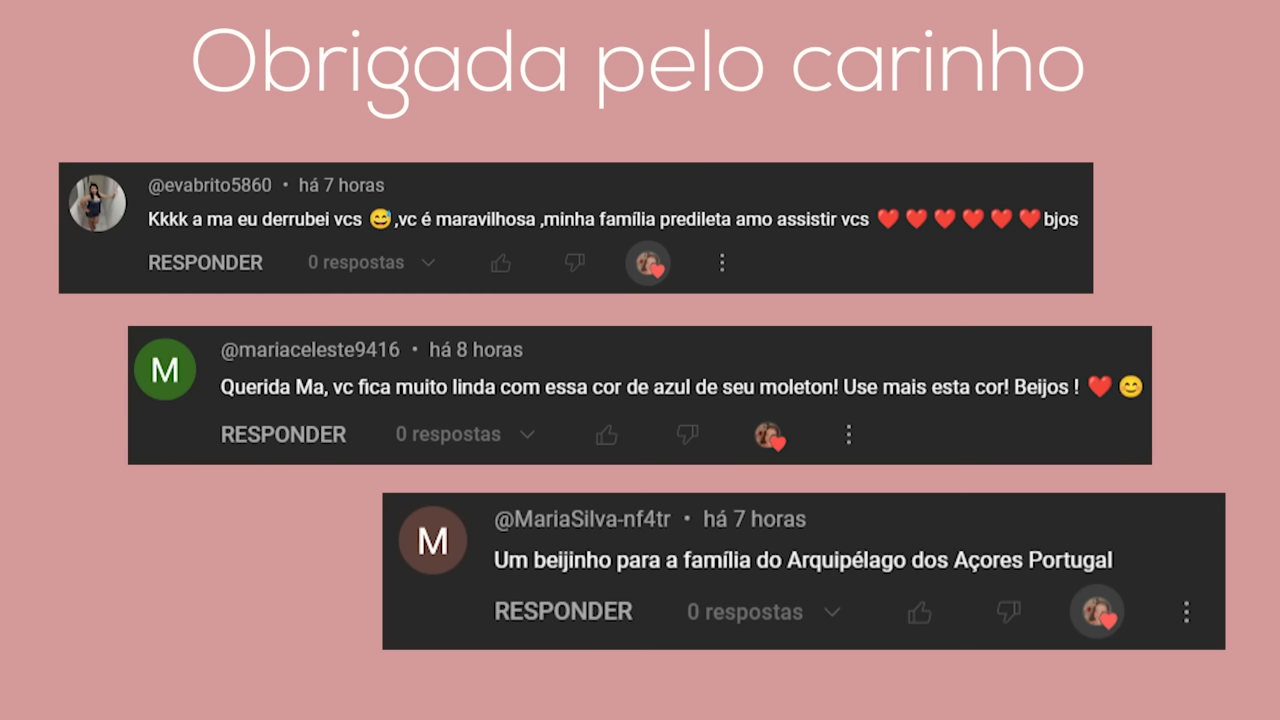 Obrigada pelo carinho
@evabrito5860 • há 7 horas
Kkkk a ma eu derrubei vcs 😅,vc é maravilhosa ,minha família predileta amo assistir vcs ❤️❤️❤️❤️❤️❤️bjos
RESPONDER 0 respostas
M
@mariaceleste9416 • há 8 horas
Querida Ma, vc fica muito linda com essa cor de azul de seu moleton! Use mais esta cor! Beijos ! ❤️😊
RESPONDER 0 respostas
M
@MariaSilva-nf4tr • há 7 horas
Um beijinho para a família do Arquipélago dos Açores Portugal
RESPONDER 0 respostas